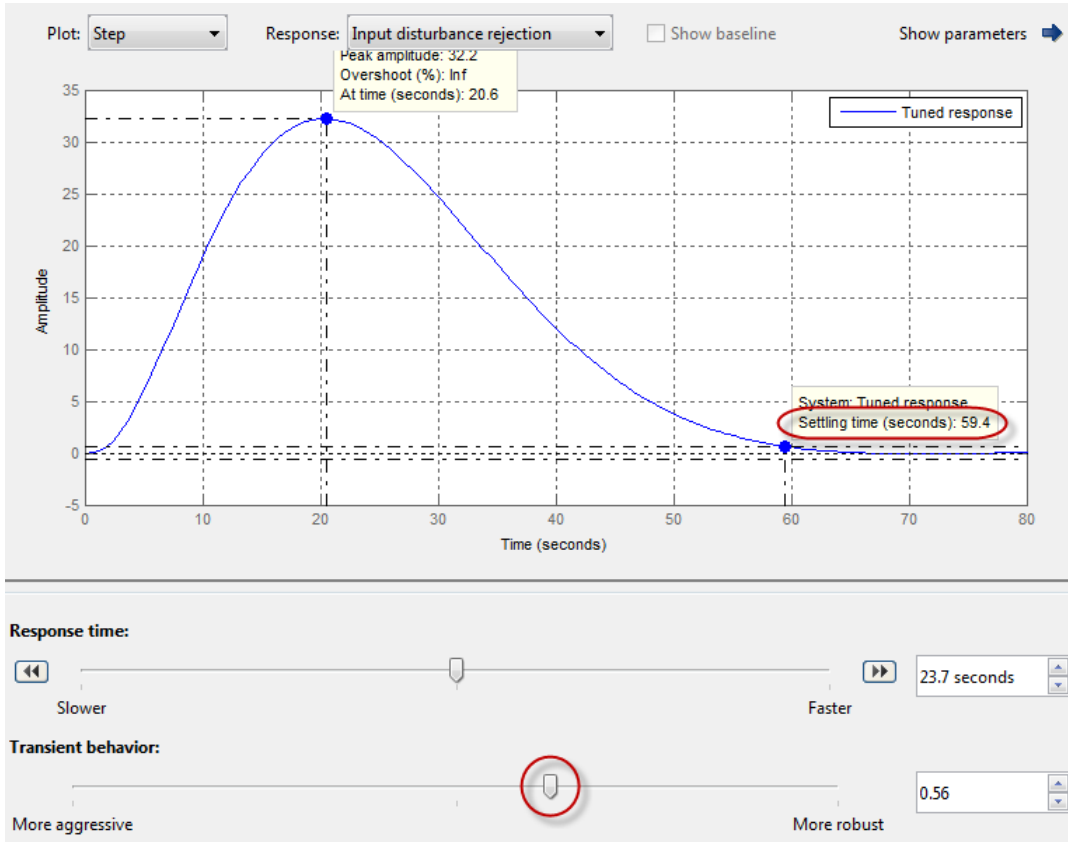 Plot: Step Response: Input disturbance rejection Show baseline Show parameters
Peak amplitude: 32.2
Overshoot (%): Inf
At time (seconds): 20.6
Tuned response
35
30
25
20
15
10
5
0
-5
Amplitude
System: Tuned response
Settling time (seconds): 59.4
0 10 20 30 40 50 60 70 80
Time (seconds)
Response time:
23.7 seconds
Slower Faster
Transient behavior:
0.56
More aggressive More robust